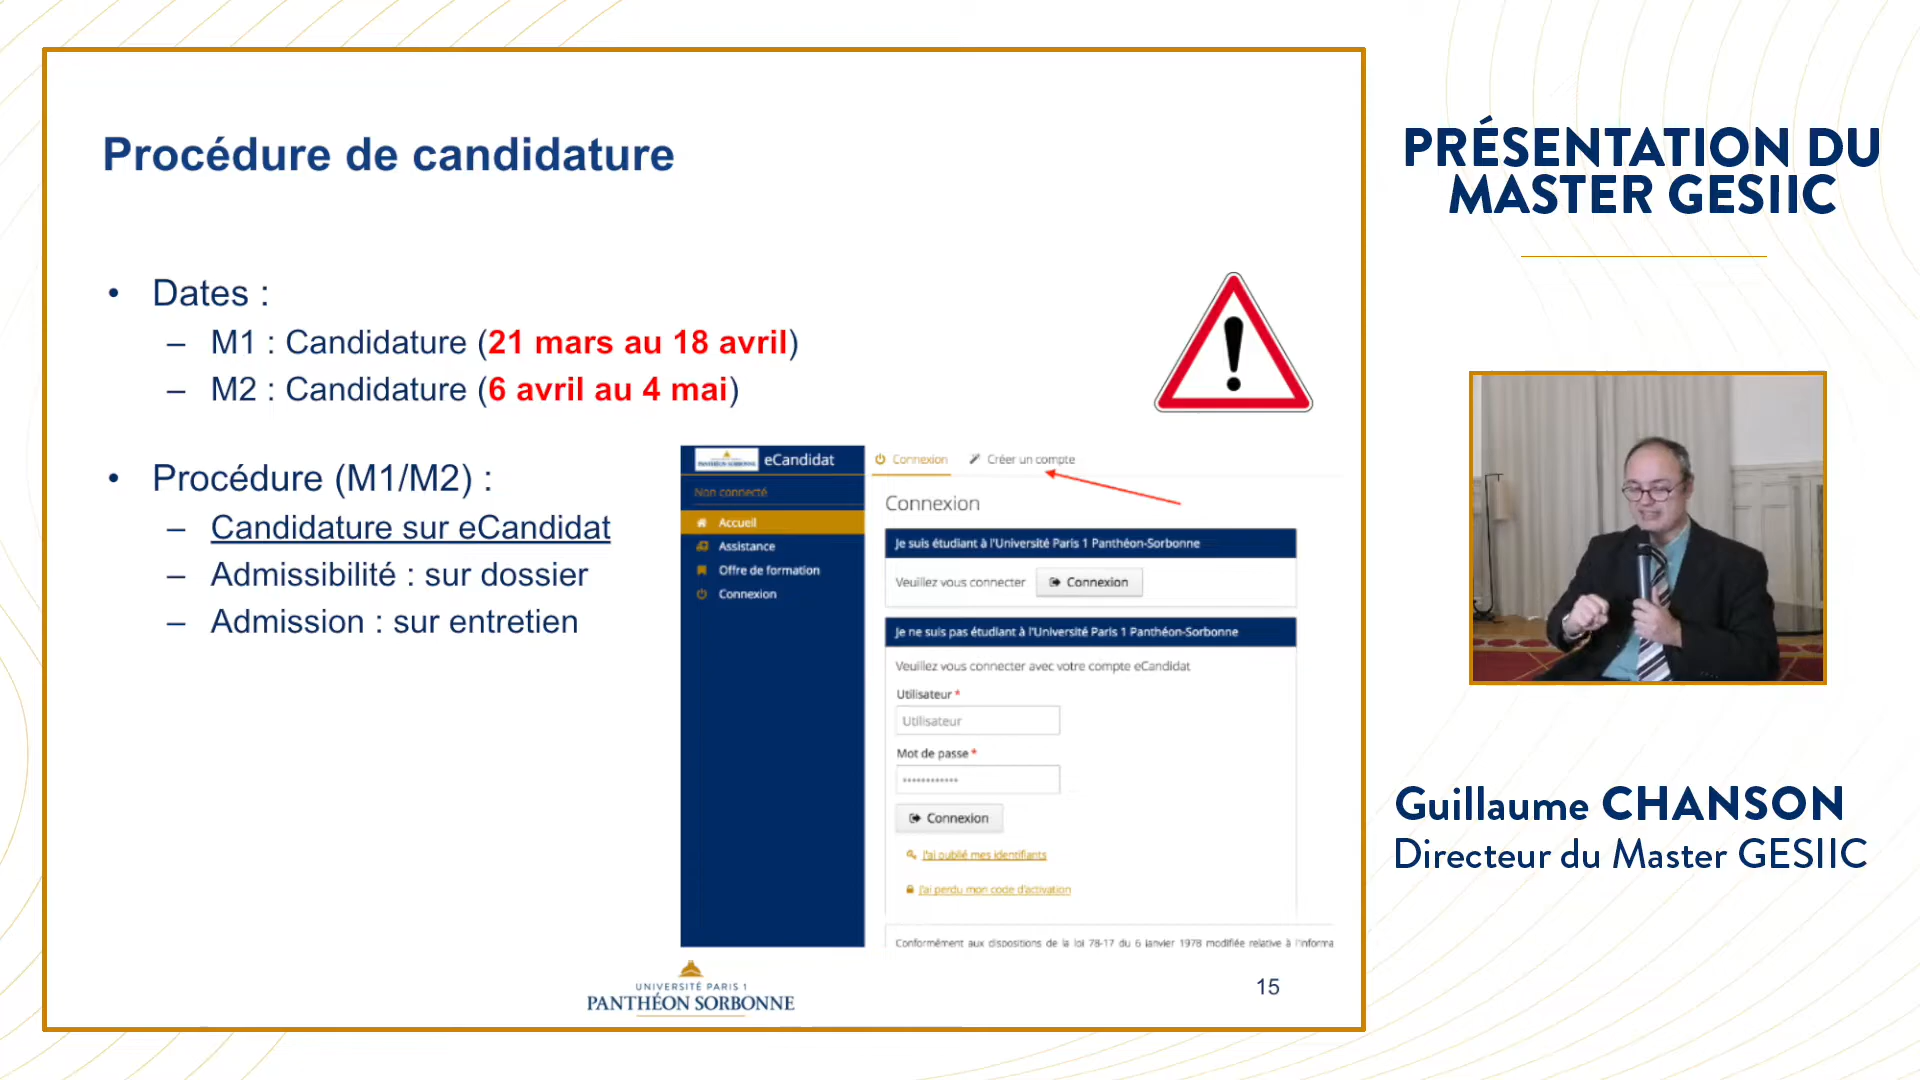 Procédure de candidature
• Dates :
– M1 : Candidature (21 mars au 18 avril)
– M2 : Candidature (6 avril au 4 mai)
• Procédure (M1/M2) :
– Candidature sur eCandidat
– Admissibilité : sur dossier
– Admission : sur entretien
eCandidat
Non connecté
Accueil
Assistance
Offre de formation
Connexion
Connexion
Créer un compte
Connexion
Je suis étudiant à l'Université Paris 1 Panthéon-Sorbonne
Veuillez vous connecter
Connexion
Je ne suis pas étudiant à l'Université Paris 1 Panthéon-Sorbonne
Veuillez vous connecter avec votre compte eCandidat
Utilisateur *
Utilisateur
Mot de passe *
Connexion
J'ai oublié mes identifiants
J'ai perdu mon code d'activation
Conformément aux dispositions de la loi 78-17 du 6 janvier 1978 modifiée relative à l'informa
UNIVERSITÉ PARIS 1
PANTHÉON SORBONNE
15
PRÉSENTATION DU
MASTER GESIIC
Guillaume CHANSON
Directeur du Master GESIIC